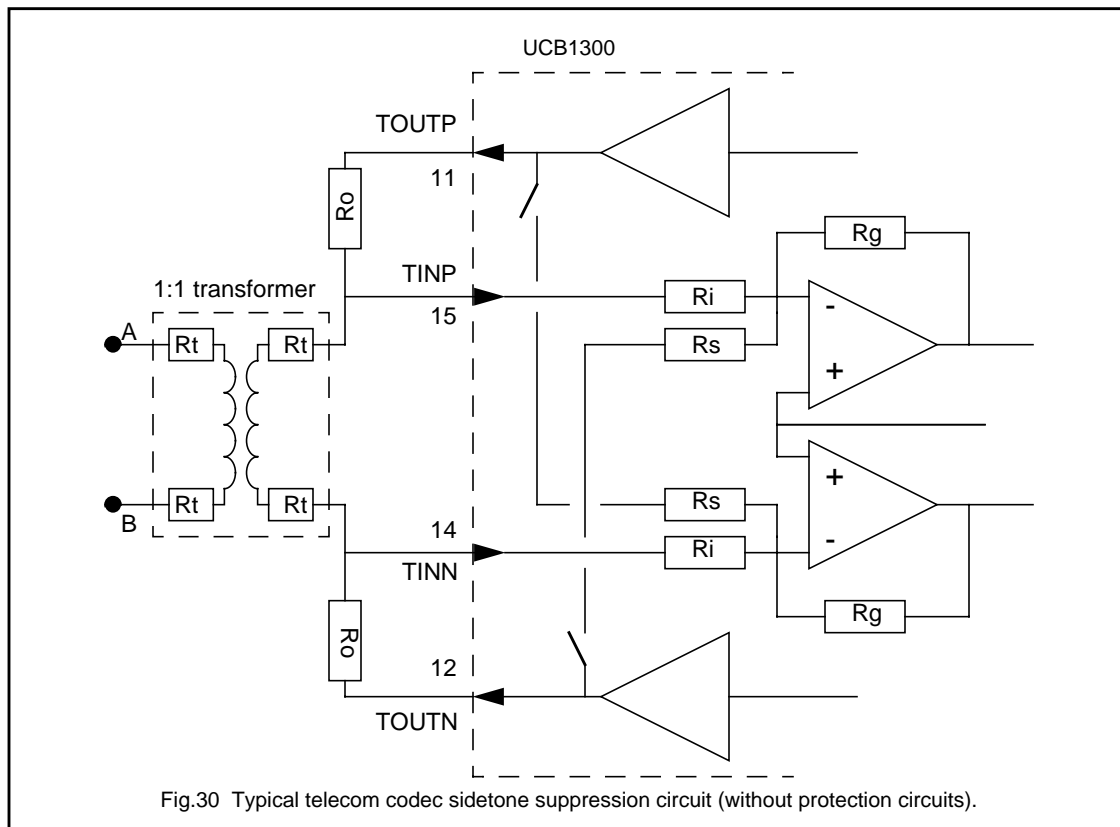 UCB1300
TOUTP
11
Ro
Rg
TINP
15
Ri
-
1:1 transformer
A
Rt
Rt
Rs
+
B
Rt
Rt
14
Rs
+
TINN
Ri
-
Rg
Ro
12
TOUTN
Fig.30 Typical telecom codec sidetone suppression circuit (without protection circuits).